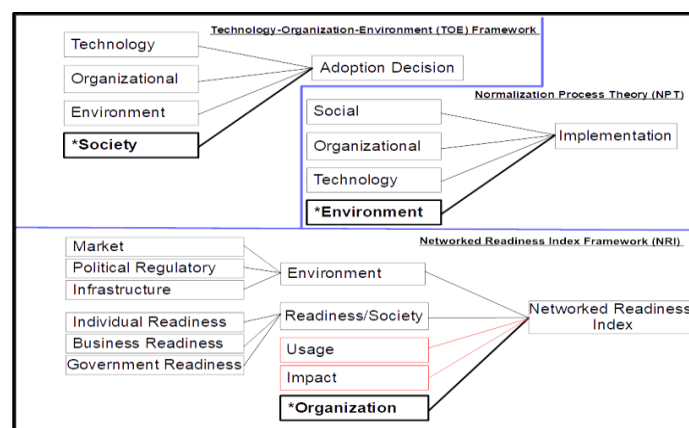 Technology-Organization-Environment (TOE) Framework
Technology
Organizational
Environment
*Society
Adoption Decision
Normalization Process Theory (NPT)
Social
Organizational
Technology
*Environment
Implementation
Networked Readiness Index Framework (NRI)
Market
Political Regulatory
Infrastructure
Environment
Individual Readiness
Business Readiness
Government Readiness
Readiness/Society
Usage
Impact
*Organization
Networked Readiness
Index